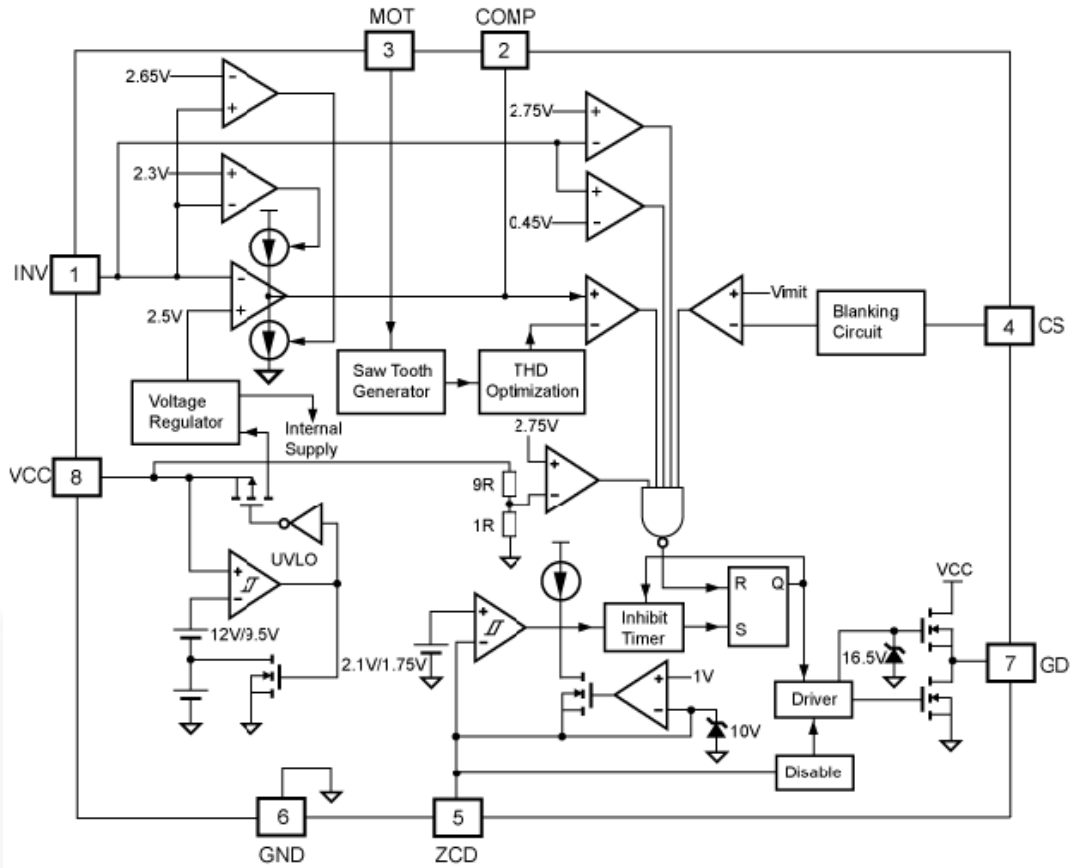 MOT
COMP
3
2
2.65V
-
+
2.75V
+
-
2.3V
+
-
+
0.45V
-
INV
1
-
2.5V
+
+
-
+
Vimit
-
Blanking
Circuit
4
CS
Saw Tooth
Generator
THD
Optimization
Voltage
Regulator
Internal
Supply
2.75V
VCC
8
9R
+
-
1R
UVLO
+
-
12V/9.5V
R
Q
S
VCC
+
-
2.1V/1.75V
Inhibit
Timer
16.5V
7
GD
1V
+
-
10V
Driver
Disable
6
GND
5
ZCD